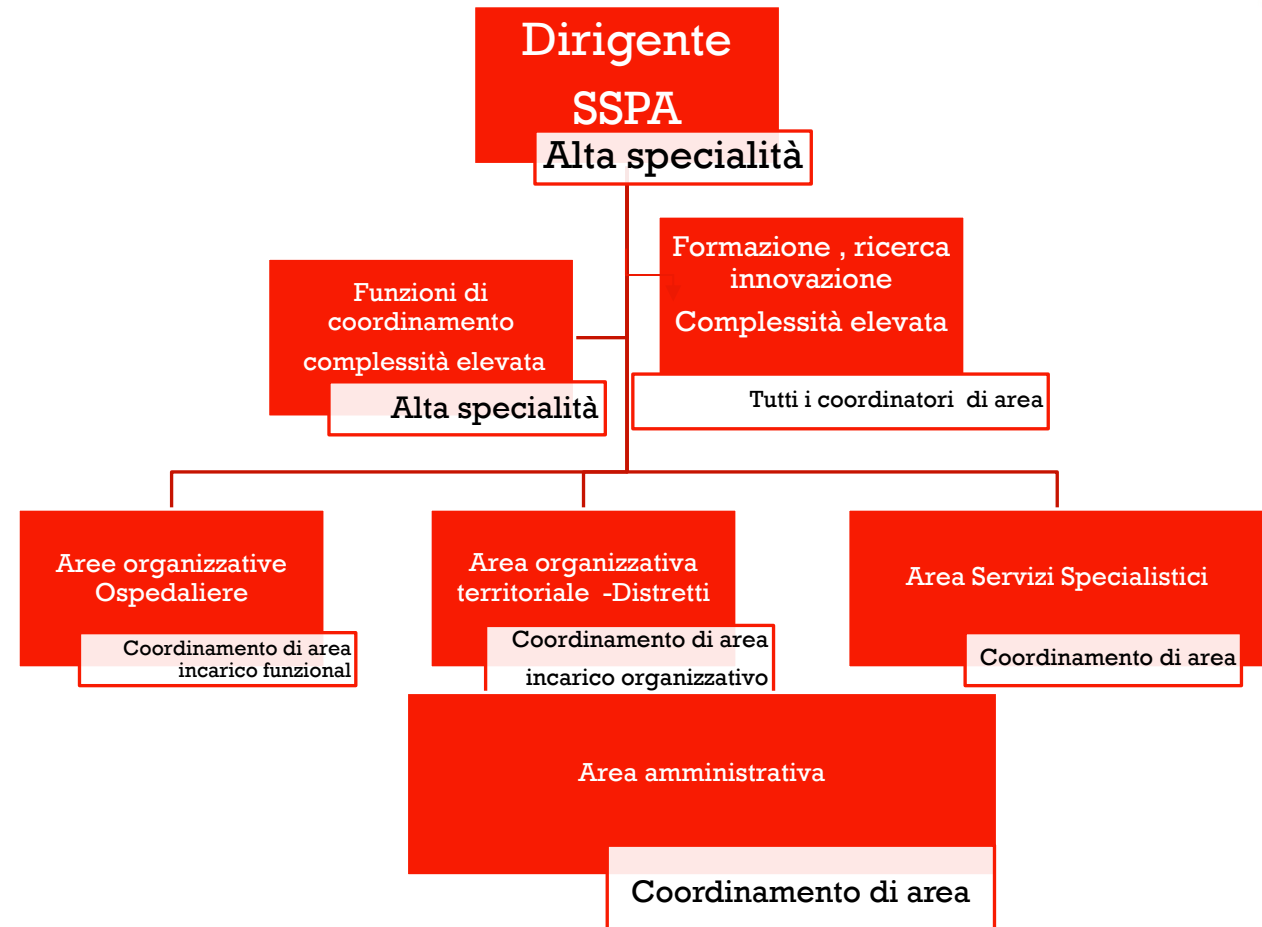 Dirigente
SSPA
Alta specialità
Formazione , ricerca
innovazione
Complessità elevata
Tutti i coordinatori di area
Funzioni di
coordinamento
complessità elevata
Alta specialità
Aree organizzative
Ospedaliere
Coordinamento di area
incarico funzional
Area organizzativa
territoriale -Distretti
Coordinamento di area
incarico organizzativo
Area Servizi Specialistici
Coordinamento di area
Area amministrativa
Coordinamento di area